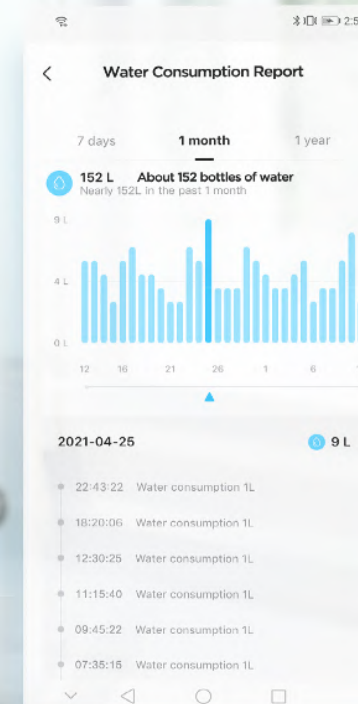 2:5
Water Consumption Report
7 days 1 month 1 year
152 L About 152 bottles of water
Nearly 152L in the past 1 month
9 L
4 L
0 L
12 16 21 26 1 6 1
2021-04-25 9 L
22:43:22 Water consumption 1L
18:20:06 Water consumption 1L
12:30:25 Water consumption 1L
11:15:40 Water consumption 1L
09:45:22 Water consumption 1L
07:35:15 Water consumption 1L